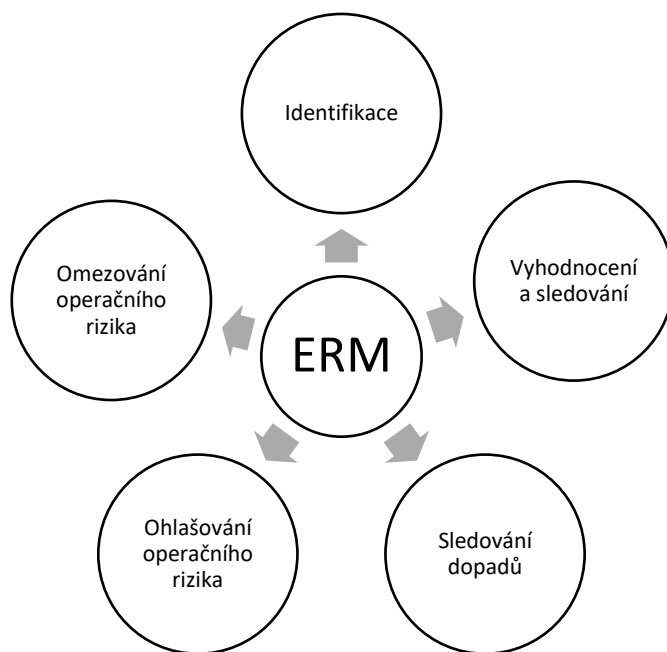 Identifikace
Vyhodnocení
a sledování
Omezování
operačního
rizika
ERM
Ohlašování
operačního
rizika
Sledování
dopadů